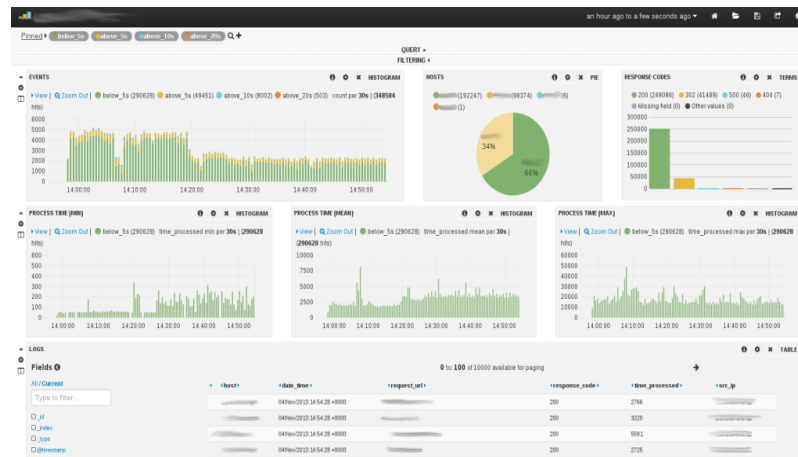 an hour ago to a few seconds ago
Pinned below_5s above_5s above_10s above_20s
QUERY
FILTERING
EVENTS
HISTOGRAM
View | Zoom Out | below_5s (290628) above_5s (49451) above_10s (8002) above_20s (503) count per 30s | (348584
hits)
6000
5000
4000
3000
2000
1000
0
14:00:00 14:10:00 14:20:00 14:30:00 14:40:00 14:50:00
HOSTS
PIE
(192247) (98374) (6)
(1)
34%
66%
RESPONSE CODES
TERMS
200 (249086) 302 (41489) 500 (46) 404 (7)
Missing field (0) Other values (0)
300000
250000
200000
150000
100000
50000
0
PROCESS TIME (MIN)
HISTOGRAM
View | Zoom Out | below_5s (290628) time_processed min per 30s | (290628
hits)
600
500
400
300
200
100
0
14:00:00 14:10:00 14:20:00 14:30:00 14:40:00 14:50:00
PROCESS TIME (MEAN)
HISTOGRAM
View | Zoom Out | below_5s (290628) time_processed mean per 30s |
(290628 hits)
10000
7500
5000
2500
0
14:00:00 14:10:00 14:20:00 14:30:00 14:40:00 14:50:00
PROCESS TIME (MAX)
HISTOGRAM
View | Zoom Out | below_5s (290628) time_processed max per 30s | (290628
hits)
60000
50000
40000
30000
20000
10000
0
14:00:00 14:10:00 14:20:00 14:30:00 14:40:00 14:50:00
LOGS
TABLE
Fields
All / Current
Type to filter...
_id
_index
_type
@timestamp
0 to 100 of 10000 available for paging
host date_time request_url response_code time_processed src_ip
04/Nov/2013:14:54:28 +0000 200 2766
04/Nov/2013:14:54:28 +0000 200 3220
04/Nov/2013:14:54:28 +0000 200 5591
04/Nov/2013:14:54:28 +0000 200 2725